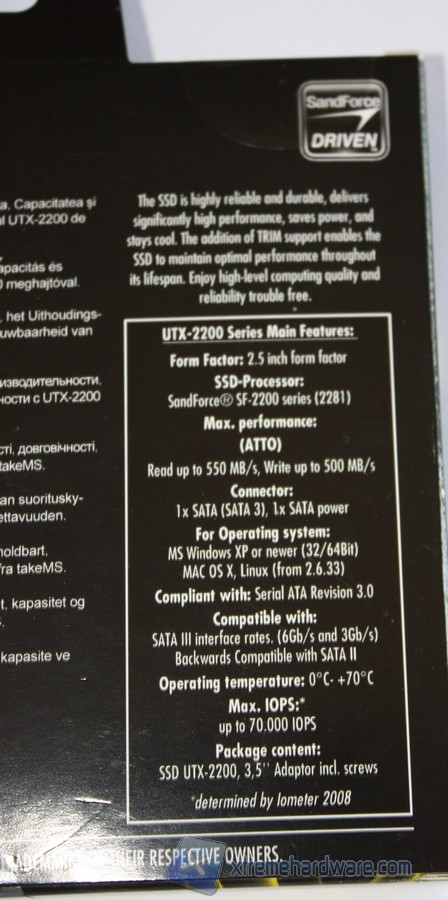 SandForce
DRIVEN
The SSD is highly reliable and durable, delivers
significantly high performance, saves power, and
stays cool. The addition of TRIM support enables the
SSD to maintain optimal performance throughout
its lifespan. Enjoy high-level computing quality and
reliability trouble free.
a, Capacitatea și
al UTX-2200 de
apacitás és
0 meghajtóval.
, het Uithoudings-
uwbaarheid van
изводительности,
ности с UTX-2200
сті, довговічності,
takeMS.
an suoritusky-
ettavuuden.
holdbart,
fra takeMS.
t, kapasitet og
kapasite ve
UTX-2200 Series Main Features:
Form Factor: 2.5 inch form factor
SSD-Processor:
SandForce® SF-2200 series (2281)
Max. performance:
(ATTO)
Read up to 550 MB/s, Write up to 500 MB/s
Connector:
1x SATA (SATA 3), 1x SATA power
For Operating system:
MS Windows XP or newer (32/64Bit)
MAC OS X, Linux (from 2.6.33)
Compliant with: Serial ATA Revision 3.0
Compatible with:
SATA III interface rates. (6Gb/s and 3Gb/s)
Backwards Compatible with SATA II
Operating temperature: 0°C- +70°C
Max. IOPS:*
up to 70.000 IOPS
Package content:
SSD UTX-2200, 3,5'' Adaptor incl. screws
*determined by Iometer 2008
THEIR RESPECTIVE OWNERS.
xtremehardware.com